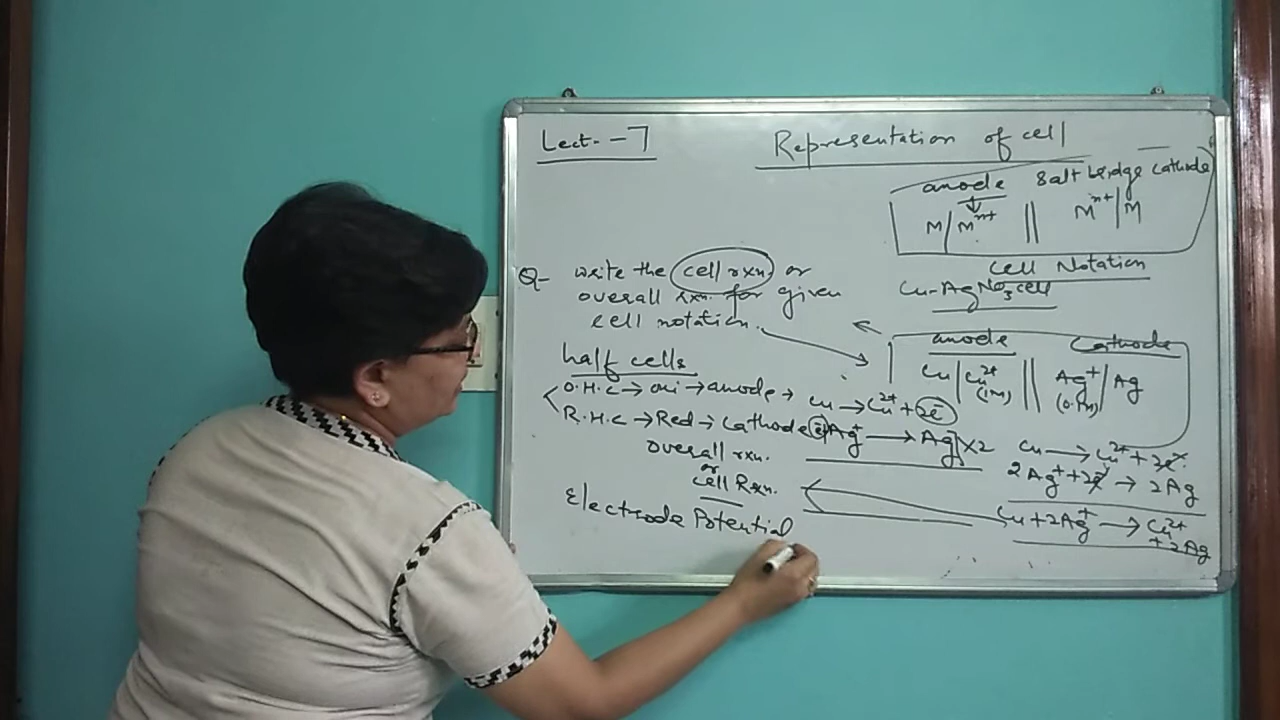 Lect-7
Representation of cell
anode salt bridge cathode
M/M^n+ || M^n+/M
Cell Notation
Cu-AgNO3 cell
Q- write the cell rxn. or
overall rxn. for given
cell notation.
anode Cathode
Cu/Cu^2+ (1M) || Ag^+ (0.1M)/Ag
half cells
O.H.C → oxi → anode → Cu → Cu^2+ + 2e^-
R.H.C → Red → Cathode e^- Ag^+ → Ag]x2
Cu → Cu^2+ + 2e^-
2Ag^+ + 2e^- → 2Ag
Cu + 2Ag^+ → Cu^2+
+ 2Ag
overall rxn.
or
cell Rxn.
Electrode Potential